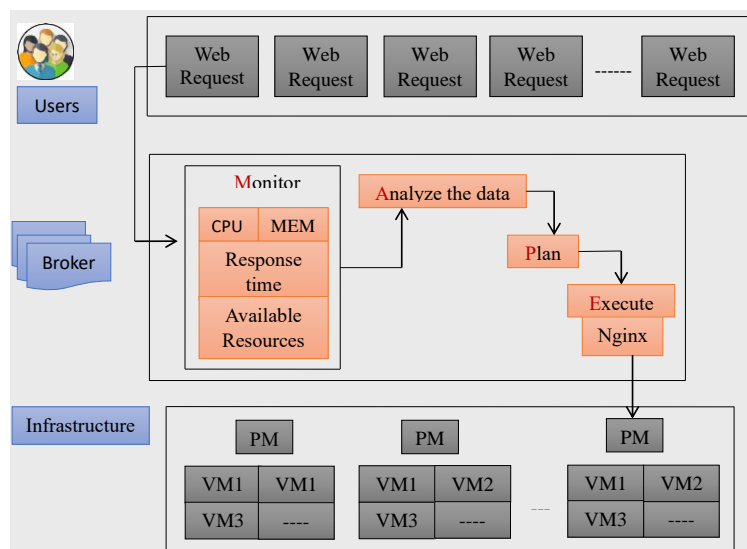 Web Request
Web Request
Web Request
Web Request
------
Web Request
Users
Monitor
CPU
MEM
Response time
Available Resources
Analyze the data
Plan
Execute
Nginx
Broker
Infrastructure
PM
PM
PM
VM1
VM1
VM1
VM2
VM1
VM2
VM3
----
VM3
----
---
VM3
----